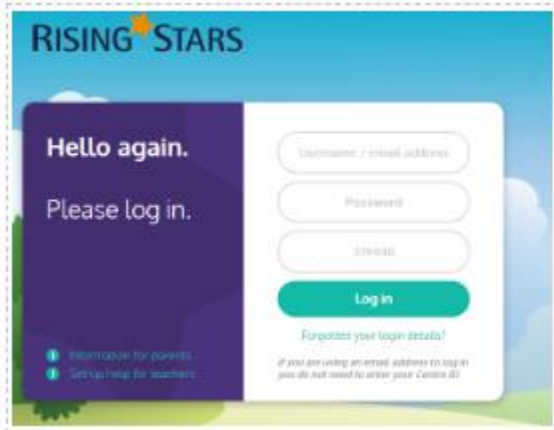 RISING STARS
Hello again.
Please log in.
Username / email address
Password
Log in
Forgotten your login details?
If you are using an email address to log in
you do not need to enter your Centre ID
Information for parents
Set up help for teachers